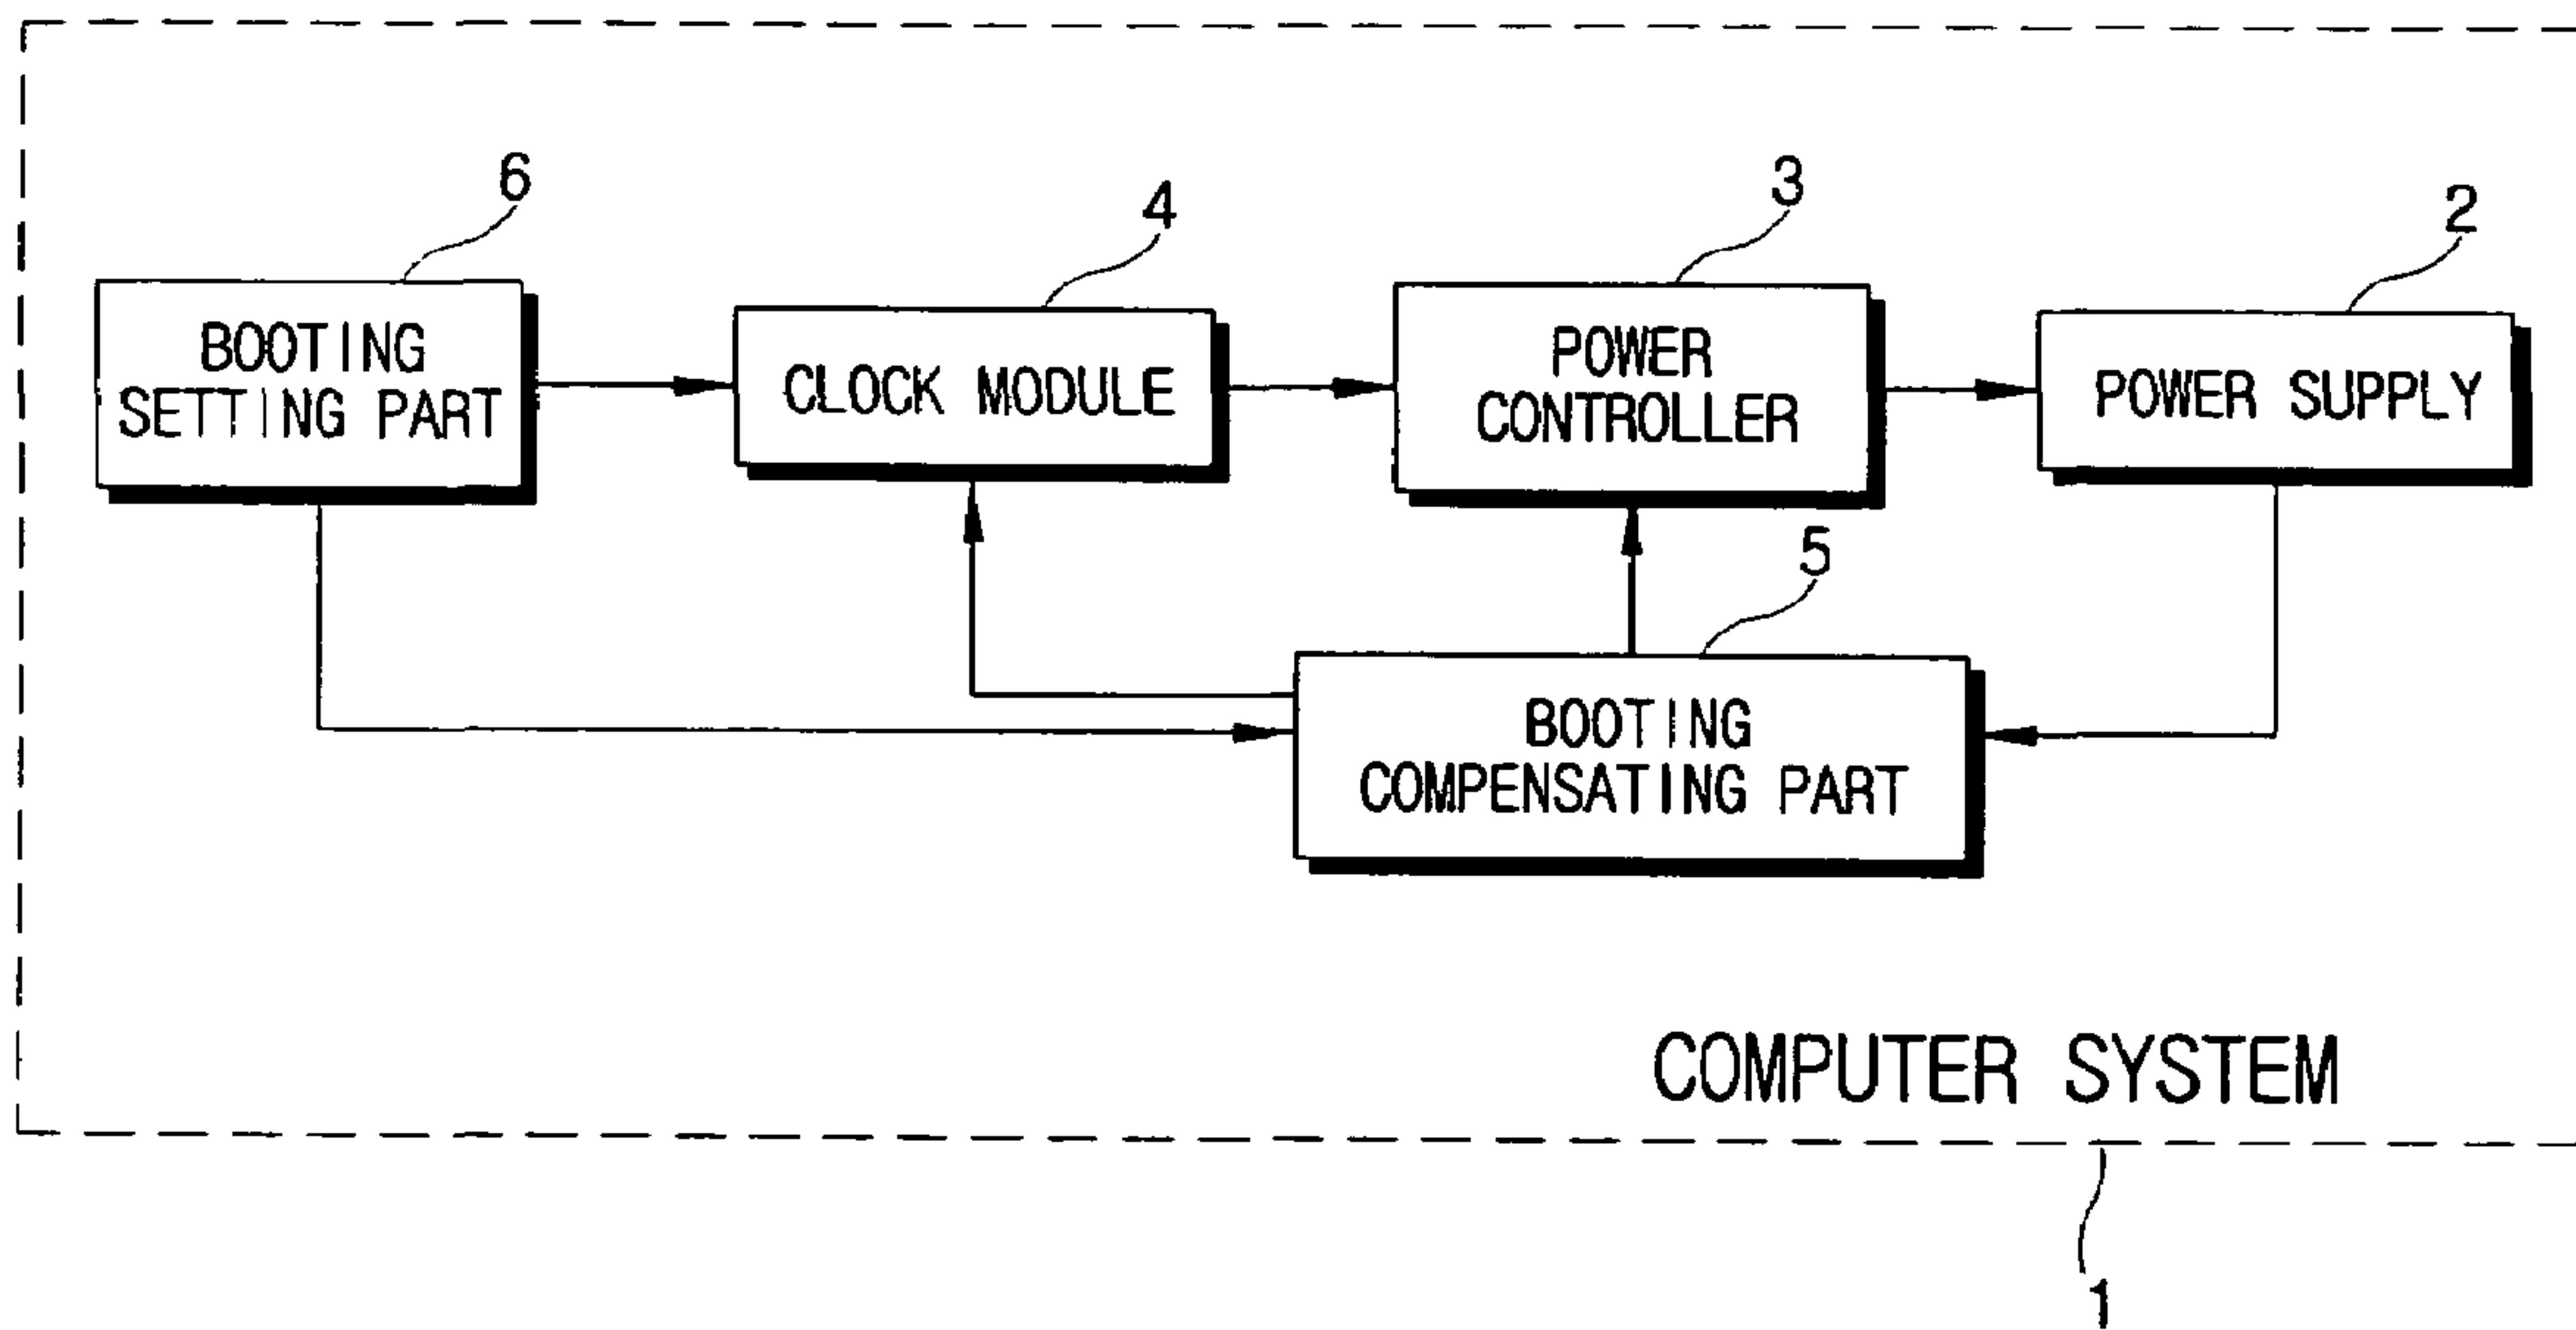 6
4
3
2
BOOTING
SETTING PART
CLOCK MODULE
POWER
CONTROLLER
POWER SUPPLY
5
BOOTING
COMPENSATING PART
COMPUTER SYSTEM
1